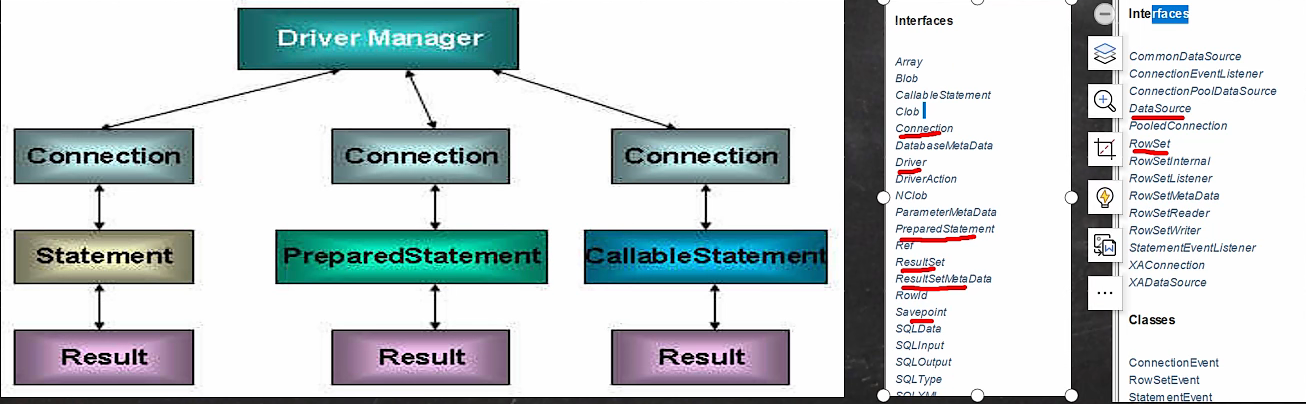 Driver Manager
Connection
Connection
Connection
Statement
PreparedStatement
CallableStatement
Result
Result
Result
Interfaces
Array
Blob
CallableStatement
Clob
Connection
DatabaseMetaData
Driver
DriverAction
NClob
ParameterMetaData
PreparedStatement
Ref
ResultSet
ResultSetMetaData
RowId
Savepoint
SQLData
SQLInput
SQLOutput
SQLType
SQLXML
Interfaces
CommonDataSource
ConnectionEventListener
ConnectionPoolDataSource
DataSource
PooledConnection
RowSet
RowSetInternal
RowSetListener
RowSetMetaData
RowSetReader
RowSetWriter
StatementEventListener
XAConnection
XADataSource
Classes
ConnectionEvent
RowSetEvent
StatementEvent